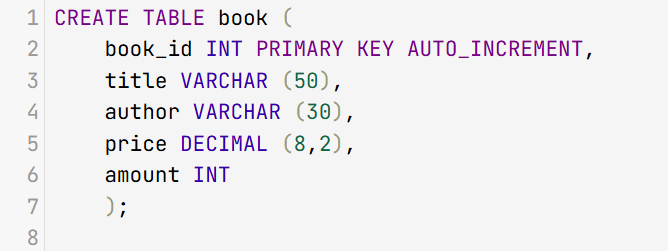 1 CREATE TABLE book (
2     book_id INT PRIMARY KEY AUTO_INCREMENT,
3     title VARCHAR (50),
4     author VARCHAR (30),
5     price DECIMAL (8,2),
6     amount INT
7     );
8